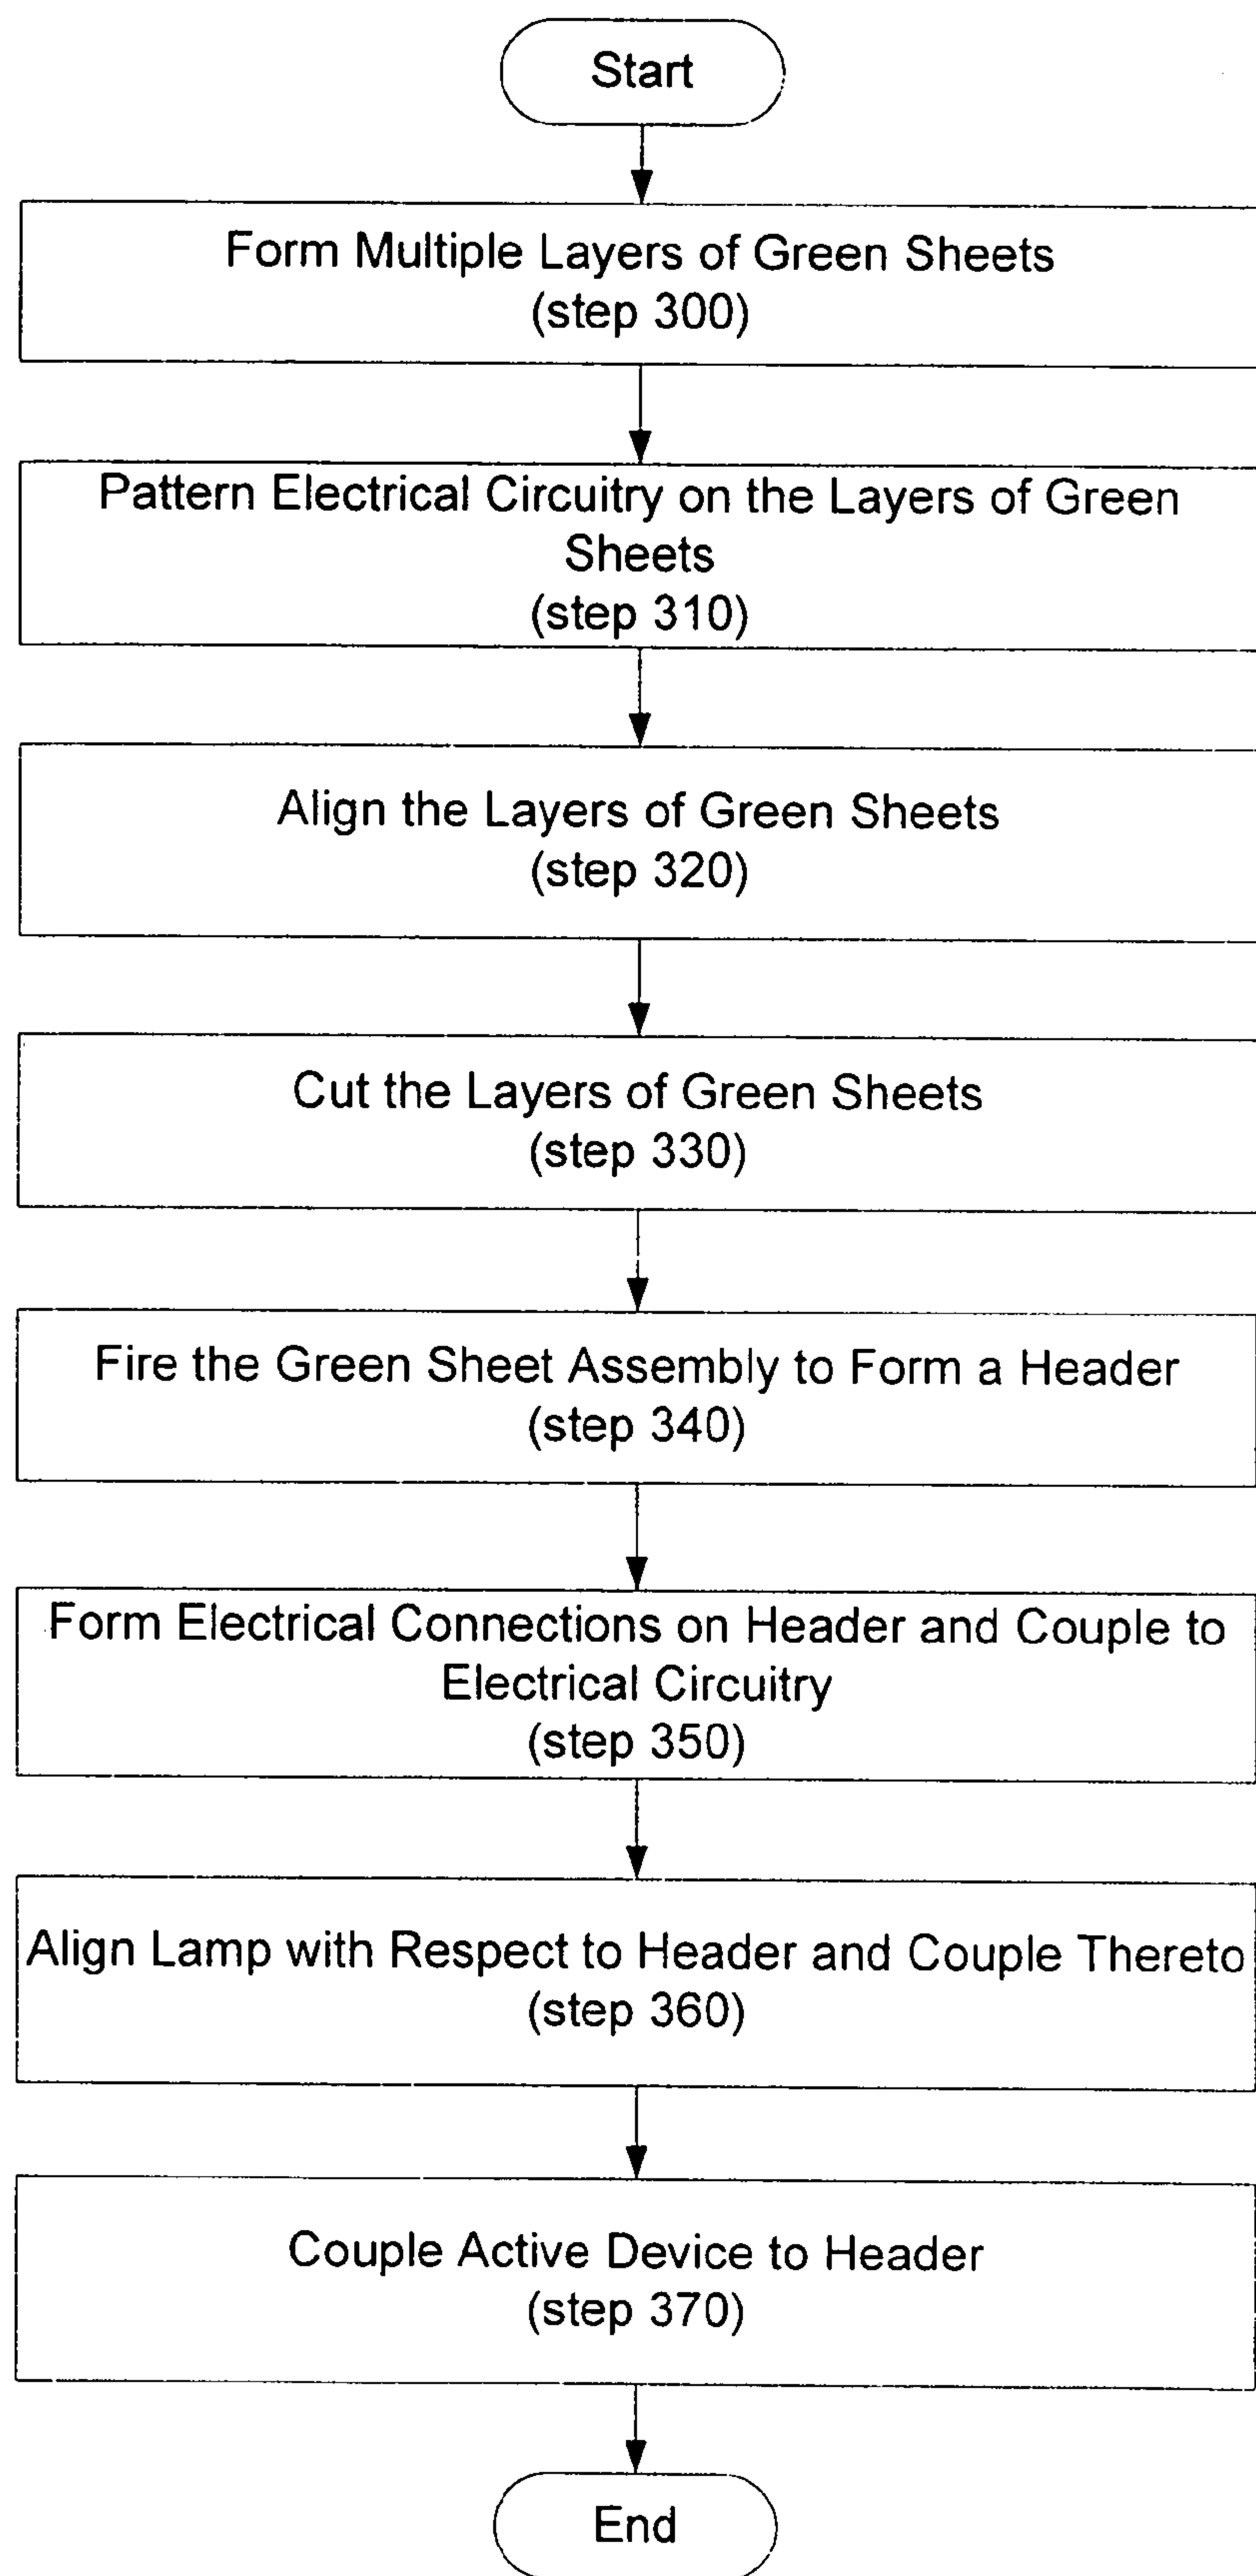 Start
Form Multiple Layers of Green Sheets
(step 300)
Pattern Electrical Circuitry on the Layers of Green
Sheets
(step 310)
Align the Layers of Green Sheets
(step 320)
Cut the Layers of Green Sheets
(step 330)
Fire the Green Sheet Assembly to Form a Header
(step 340)
Form Electrical Connections on Header and Couple to
Electrical Circuitry
(step 350)
Align Lamp with Respect to Header and Couple Thereto
(step 360)
Couple Active Device to Header
(step 370)
End